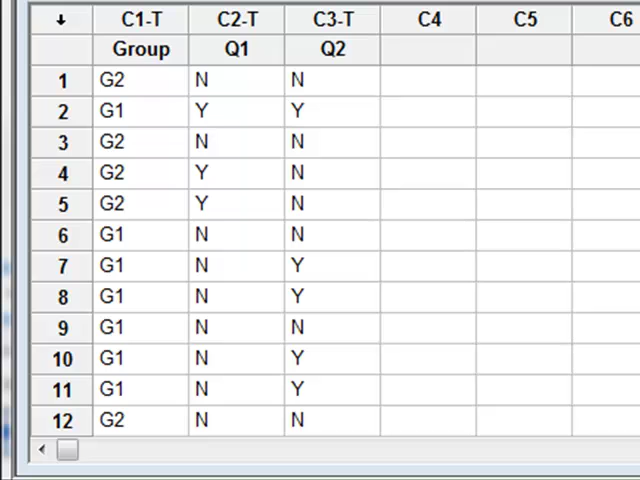 ↓ C1-T C2-T C3-T C4 C5 C6
Group Q1 Q2
1 G2 N N
2 G1 Y Y
3 G2 N N
4 G2 Y N
5 G2 Y N
6 G1 N N
7 G1 N Y
8 G1 N Y
9 G1 N N
10 G1 N Y
11 G1 N Y
12 G2 N N